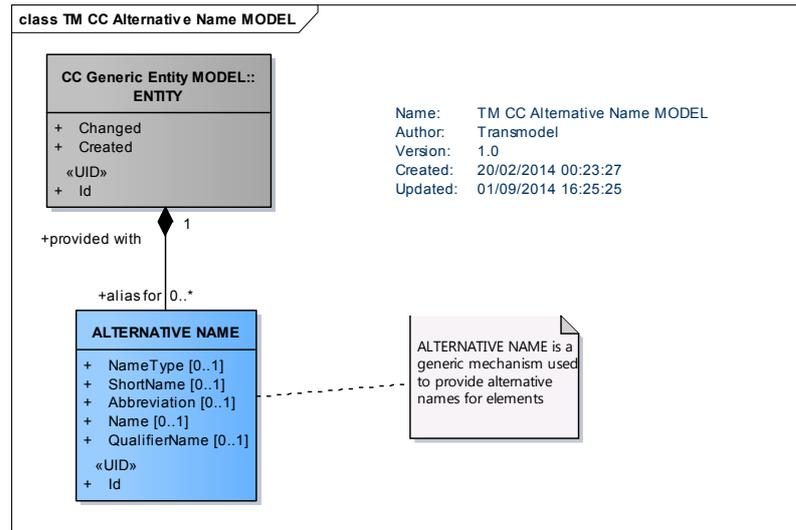 class TM CC Alternative Name MODEL
CC Generic Entity MODEL::
ENTITY
+ Changed
+ Created
«UID»
+ Id
Name: TM CC Alternative Name MODEL
Author: Transmodel
Version: 1.0
Created: 20/02/2014 00:23:27
Updated: 01/09/2014 16:25:25
1
+provided with
+alias for 0..*
ALTERNATIVE NAME
+ NameType [0..1]
+ ShortName [0..1]
+ Abbreviation [0..1]
+ Name [0..1]
+ QualifierName [0..1]
«UID»
+ Id
ALTERNATIVE NAME is a
generic mechanism used
to provide alternative
names for elements